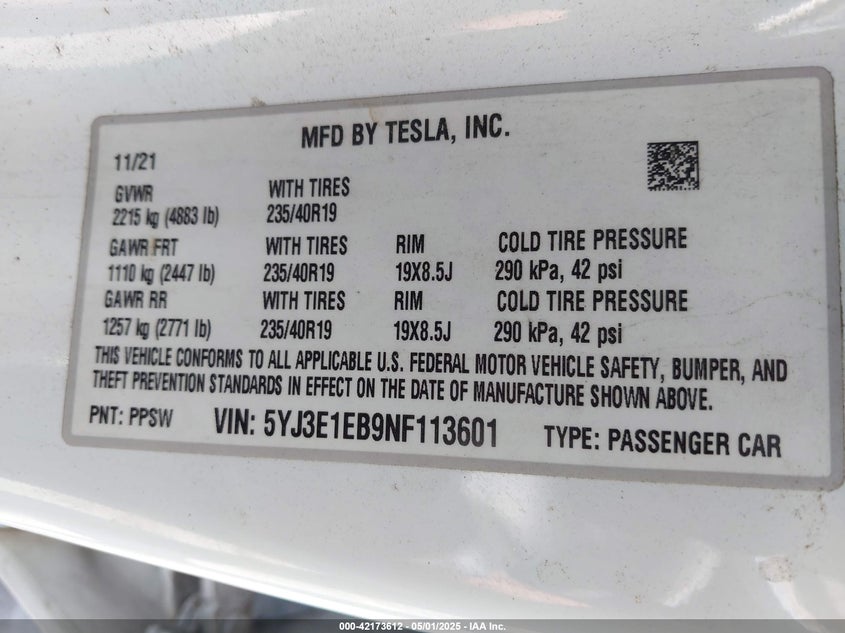 MFD BY TESLA, INC.
11/21
GVWR WITH TIRES
2215 kg (4883 lb) 235/40R19
GAWR FRT WITH TIRES RIM COLD TIRE PRESSURE
1110 kg (2447 lb) 235/40R19 19X8.5J 290 kPa, 42 psi
GAWR RR WITH TIRES RIM COLD TIRE PRESSURE
1257 kg (2771 lb) 235/40R19 19X8.5J 290 kPa, 42 psi
THIS VEHICLE CONFORMS TO ALL APPLICABLE U.S. FEDERAL MOTOR VEHICLE SAFETY, BUMPER, AND
THEFT PREVENTION STANDARDS IN EFFECT ON THE DATE OF MANUFACTURE SHOWN ABOVE.
PNT: PPSW VIN: 5YJ3E1EB9NF113601 TYPE: PASSENGER CAR
000-42173612 - 05/01/2025 - IAA Inc.